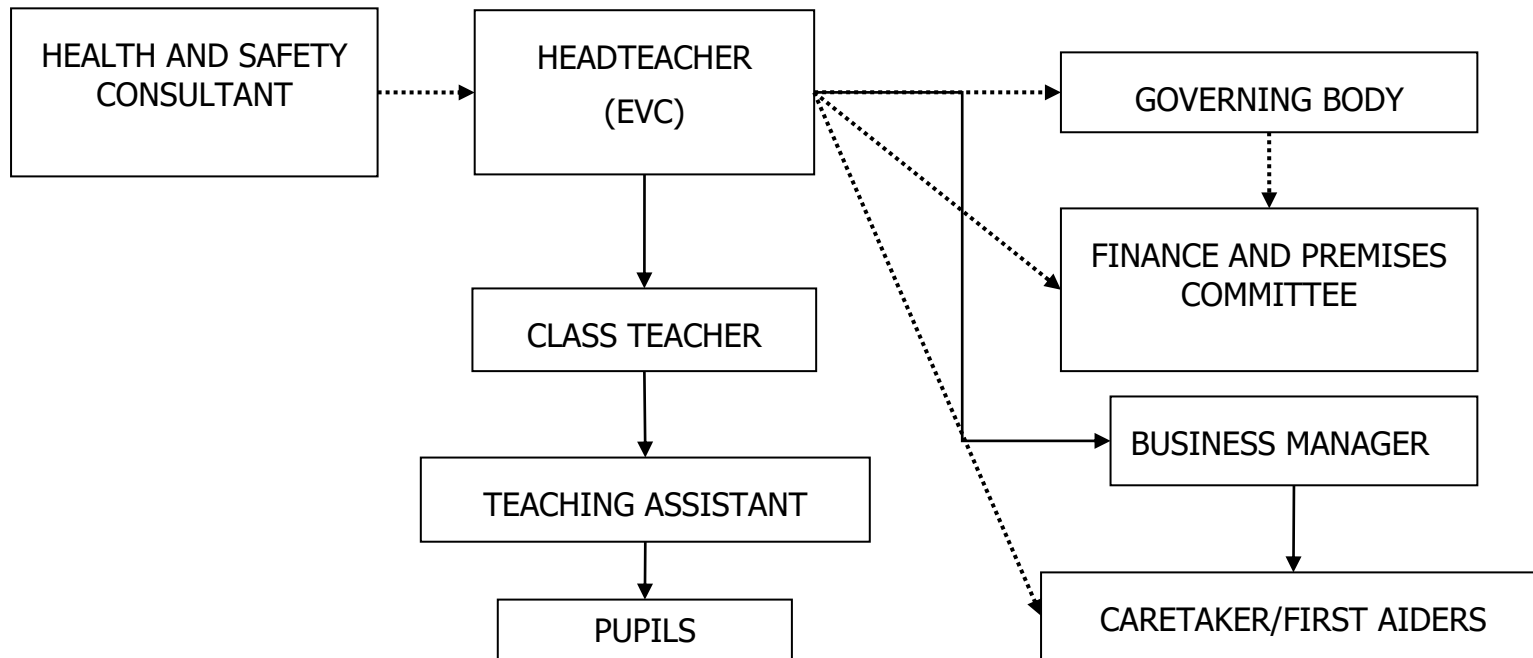 HEALTH AND SAFETY
CONSULTANT
HEADTEACHER
(EVC)
GOVERNING BODY
FINANCE AND PREMISES
COMMITTEE
CLASS TEACHER
BUSINESS MANAGER
TEACHING ASSISTANT
CARETAKER/FIRST AIDERS
PUPILS